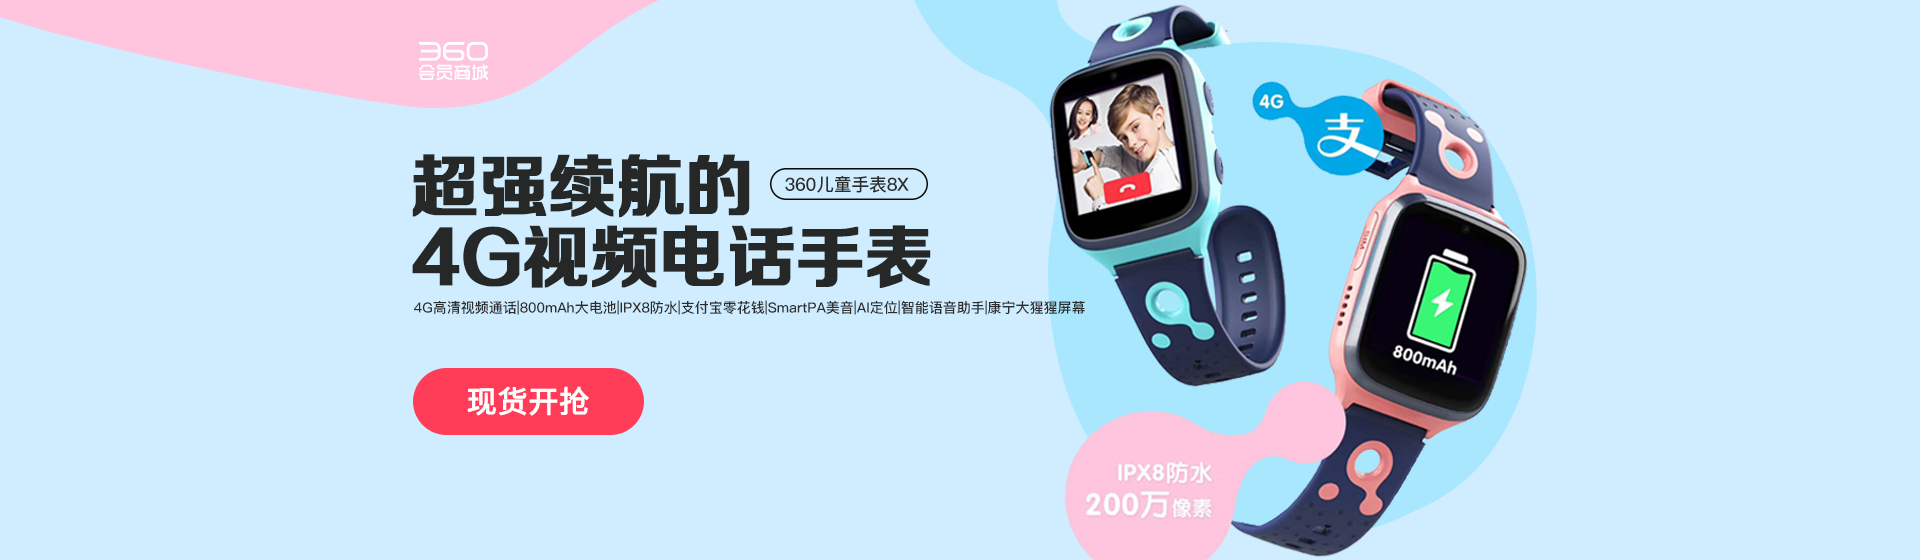 360
会员商城
超强续航的
360儿童手表8X
4G视频电话手表
4G高清视频通话|800mAh大电池|IPX8防水|支付宝零花钱|SmartPA美音|AI定位|智能语音助手|康宁大猩猩屏幕
现货开抢
4G
支
SIM
800mAh
IPX8防水
200万像素